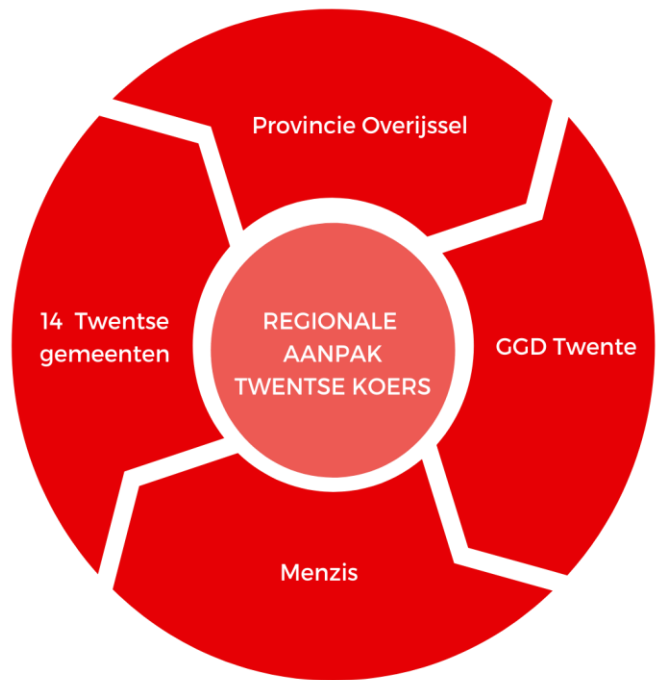 Provincie Overijssel
14 Twentse
gemeenten
REGIONALE
AANPAK
TWENTSE KOERS
GGD Twente
Menzis